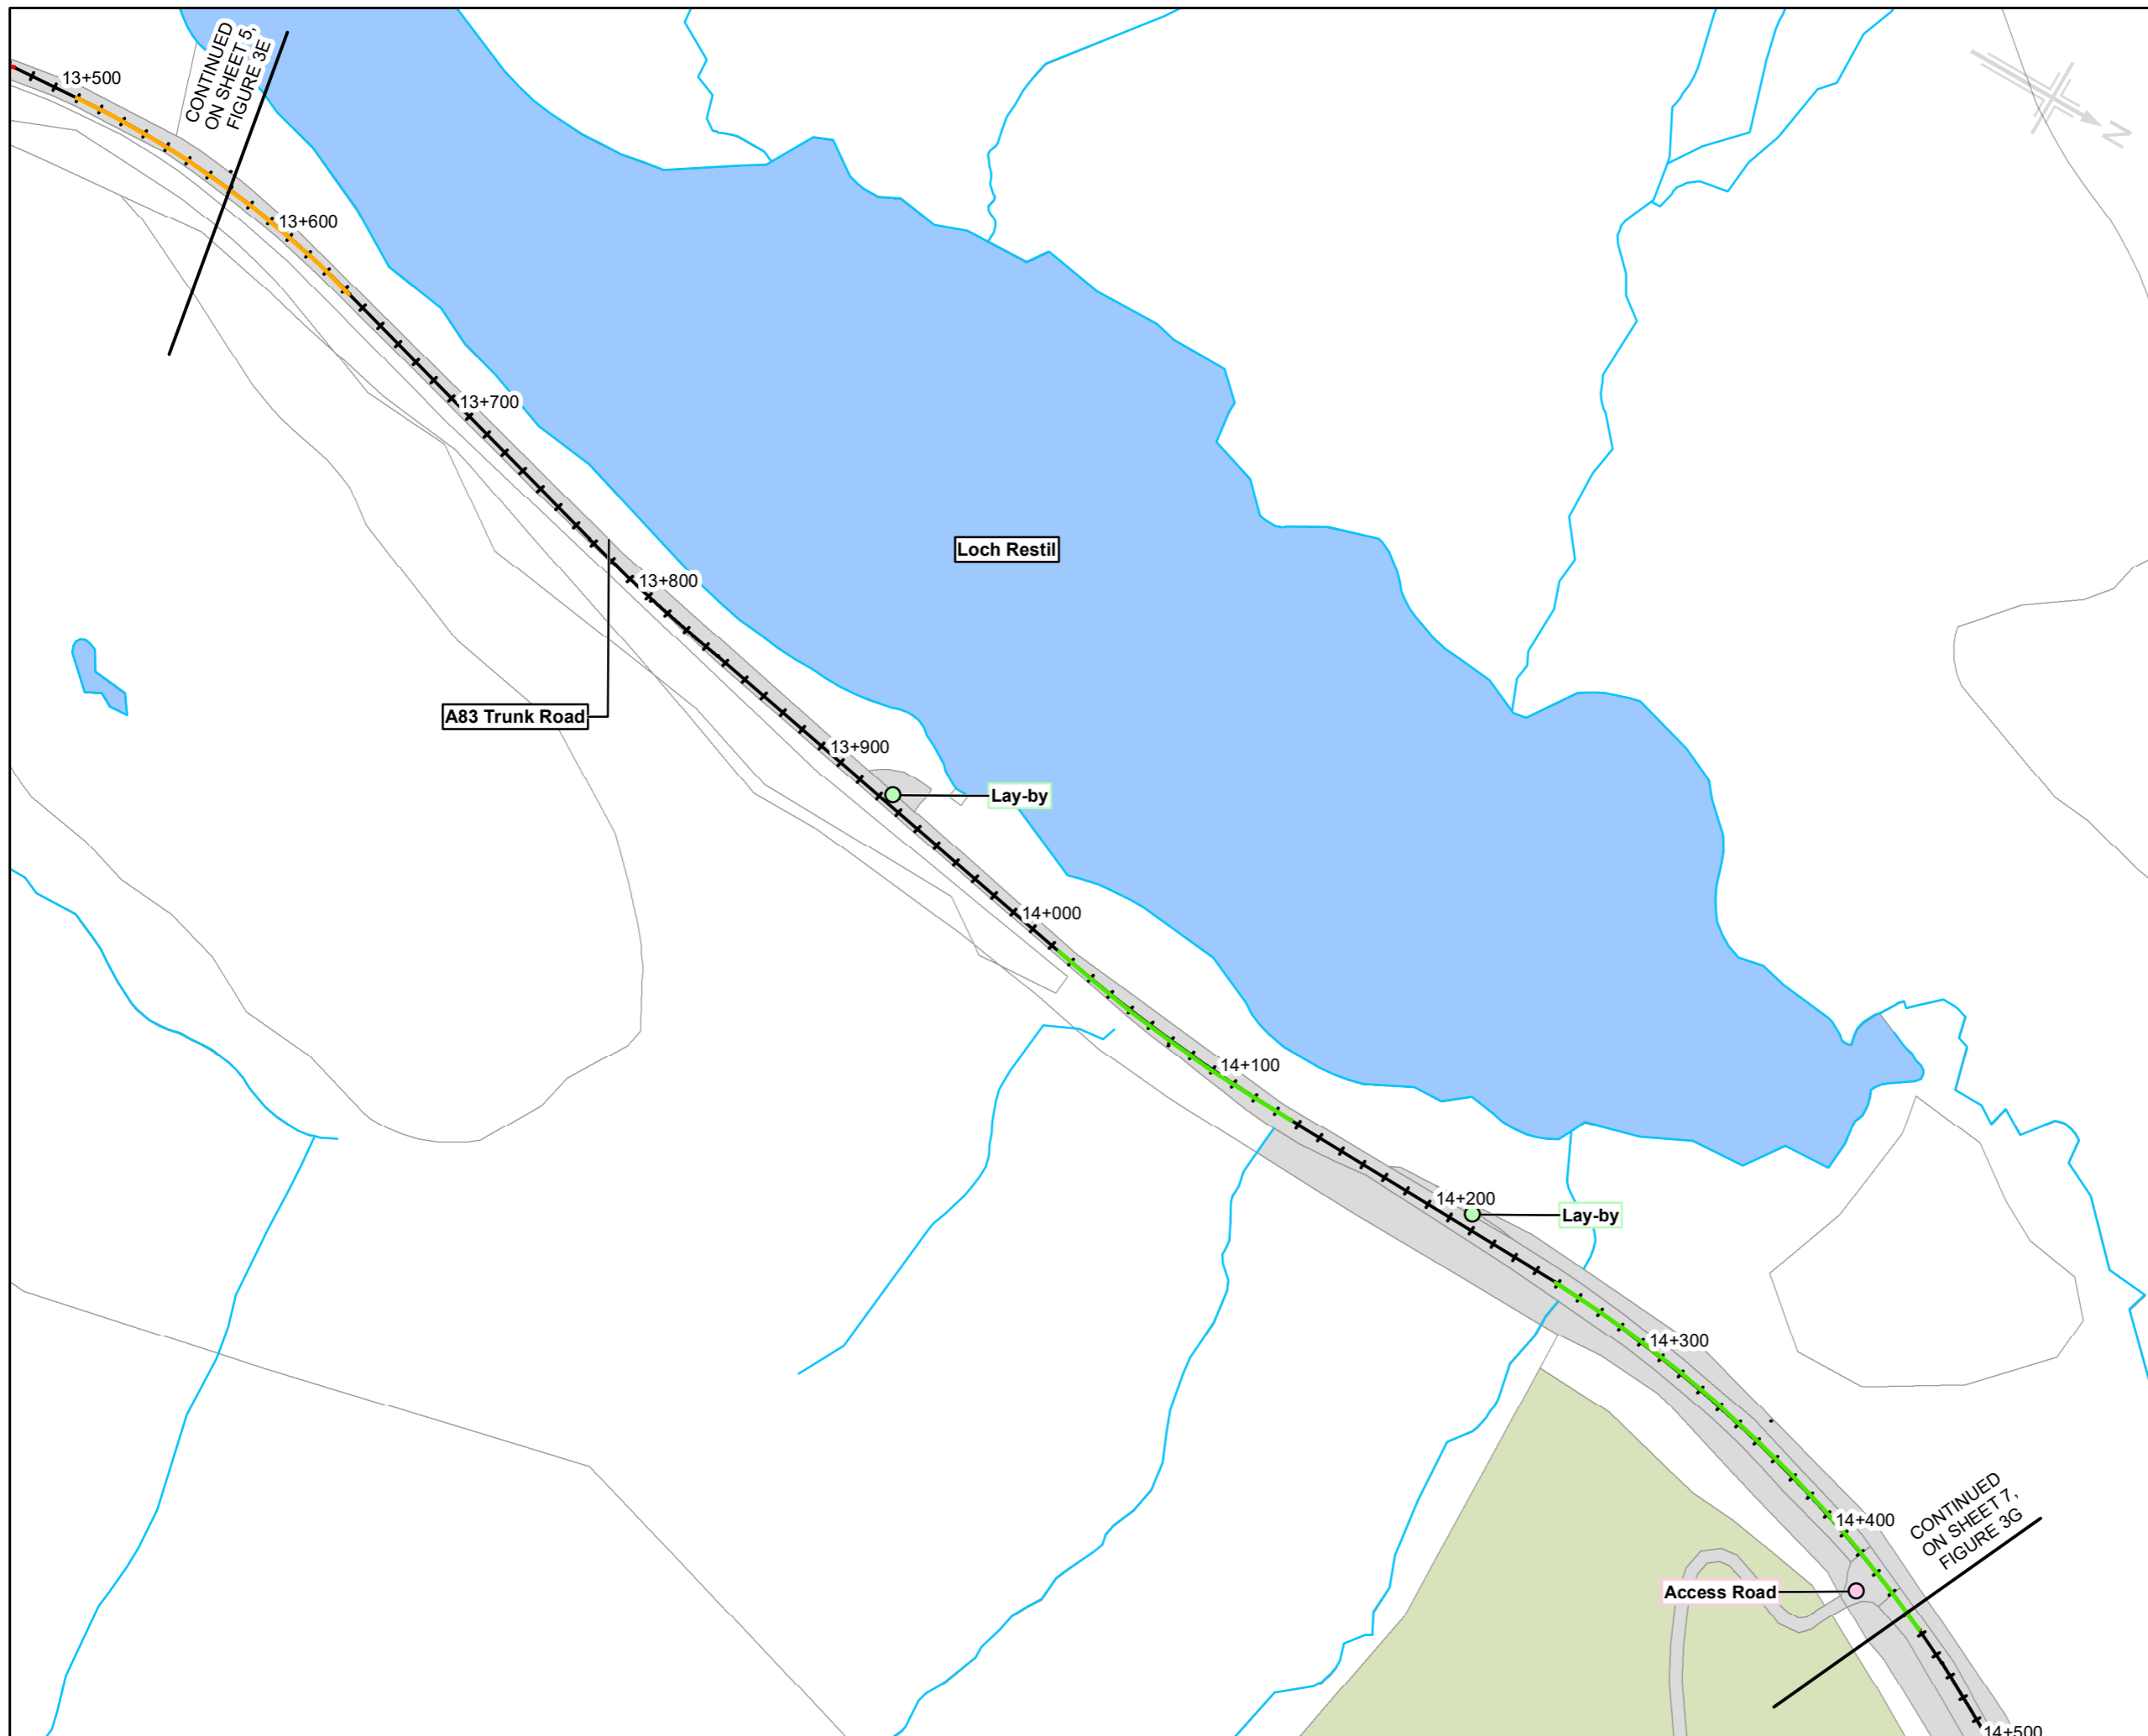 CONTINUED
ON SHEET 5,
FIGURE 3E
13+500
N
13+600
13+700
Loch Restil
13+800
A83 Trunk Road
13+900
Lay-by
14+000
14+100
14+200
Lay-by
14+300
CONTINUED
ON SHEET 7,
FIGURE 3G
14+400
Access Road
14+500